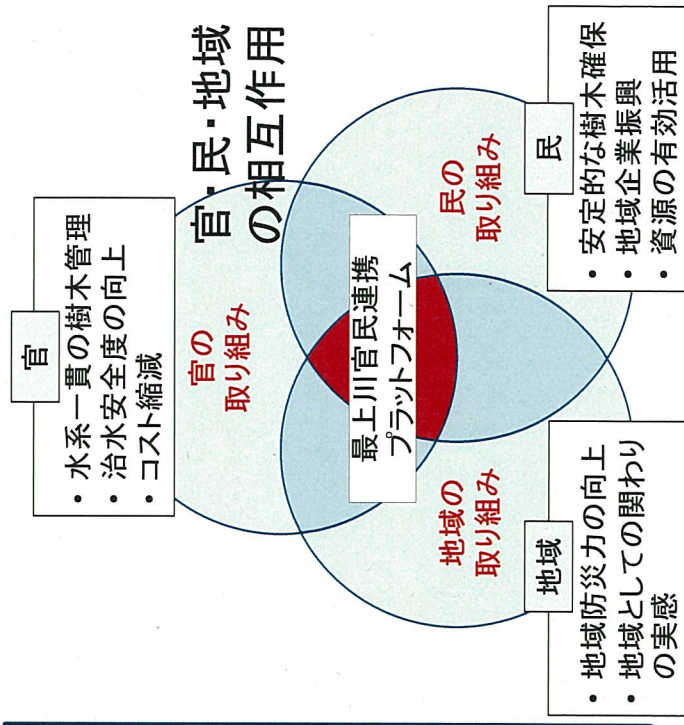 官
・水系一貫の樹木管理
・治水安全度の向上
・コスト縮減
官・民・地域
の相互作用
官の
取り組み
最上川官民連携
プラットフォーム
地域の
取り組み
民の
取り組み
地域
・地域防災力の向上
・地域としての関わり
の実感
民
・安定的な樹木確保
・地域企業振興
・資源の有効活用